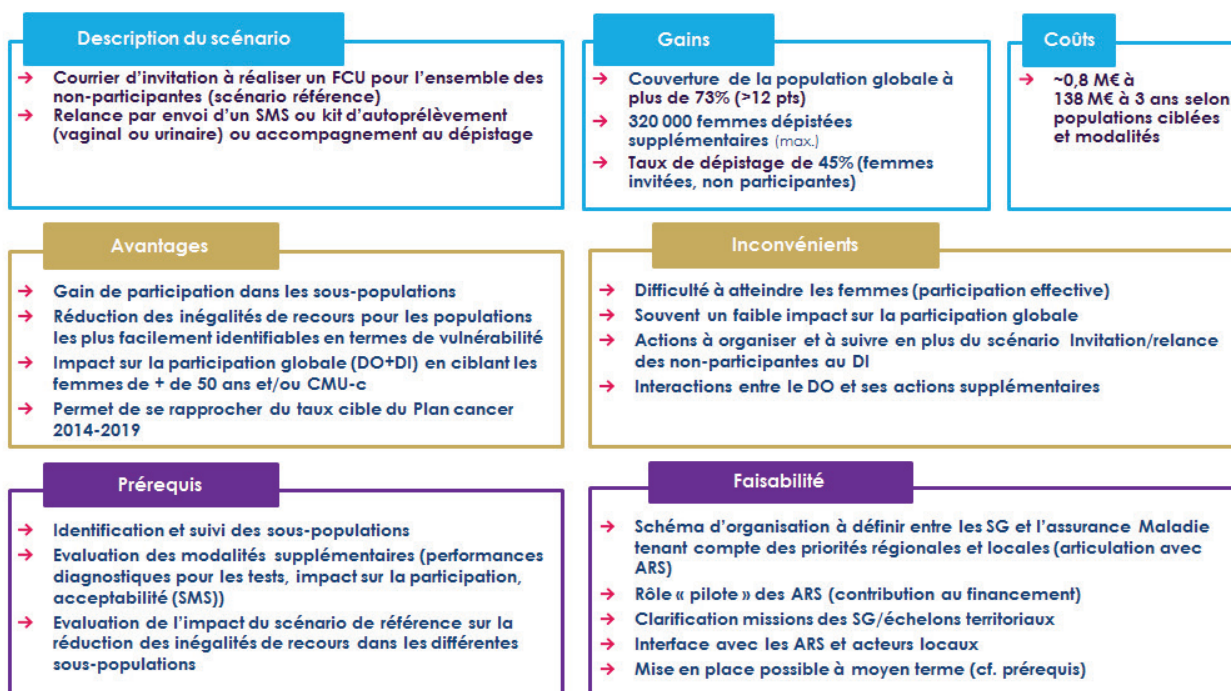 Description du scénario
→ Courrier d'invitation à réaliser un FCU pour l'ensemble des
non-participantes (scénario référence)
→ Relance par envoi d'un SMS ou kit d'autoprélèvement
(vaginal ou urinaire) ou accompagnement au dépistage
Gains
→ Couverture de la population globale à
plus de 73% (>12 pts)
→ 320 000 femmes dépistées
supplémentaires (max.)
→ Taux de dépistage de 45% (femmes
invitées, non participantes)
Coûts
→ ~0,8 M€ à
138 M€ à 3 ans selon
populations ciblées
et modalités
Avantages
→ Gain de participation dans les sous-populations
→ Réduction des inégalités de recours pour les populations
les plus facilement identifiables en termes de vulnérabilité
→ Impact sur la participation globale (DO+DI) en ciblant les
femmes de + de 50 ans et/ou CMU-c
→ Permet de se rapprocher du taux cible du Plan cancer
2014-2019
Inconvénients
→ Difficulté à atteindre les femmes (participation effective)
→ Souvent un faible impact sur la participation globale
→ Actions à organiser et à suivre en plus du scénario Invitation/relance
des non-participantes au DI
→ Interactions entre le DO et ses actions supplémentaires
Prérequis
→ Identification et suivi des sous-populations
→ Evaluation des modalités supplémentaires (performances
diagnostiques pour les tests, impact sur la participation,
acceptabilité (SMS))
→ Evaluation de l'impact du scénario de référence sur la
réduction des inégalités de recours dans les différentes
sous-populations
Faisabilité
→ Schéma d'organisation à définir entre les SG et l'assurance Maladie
tenant compte des priorités régionales et locales (articulation avec
ARS)
→ Rôle « pilote » des ARS (contribution au financement)
→ Clarification missions des SG/échelons territoriaux
→ Interface avec les ARS et acteurs locaux
→ Mise en place possible à moyen terme (cf. prérequis)